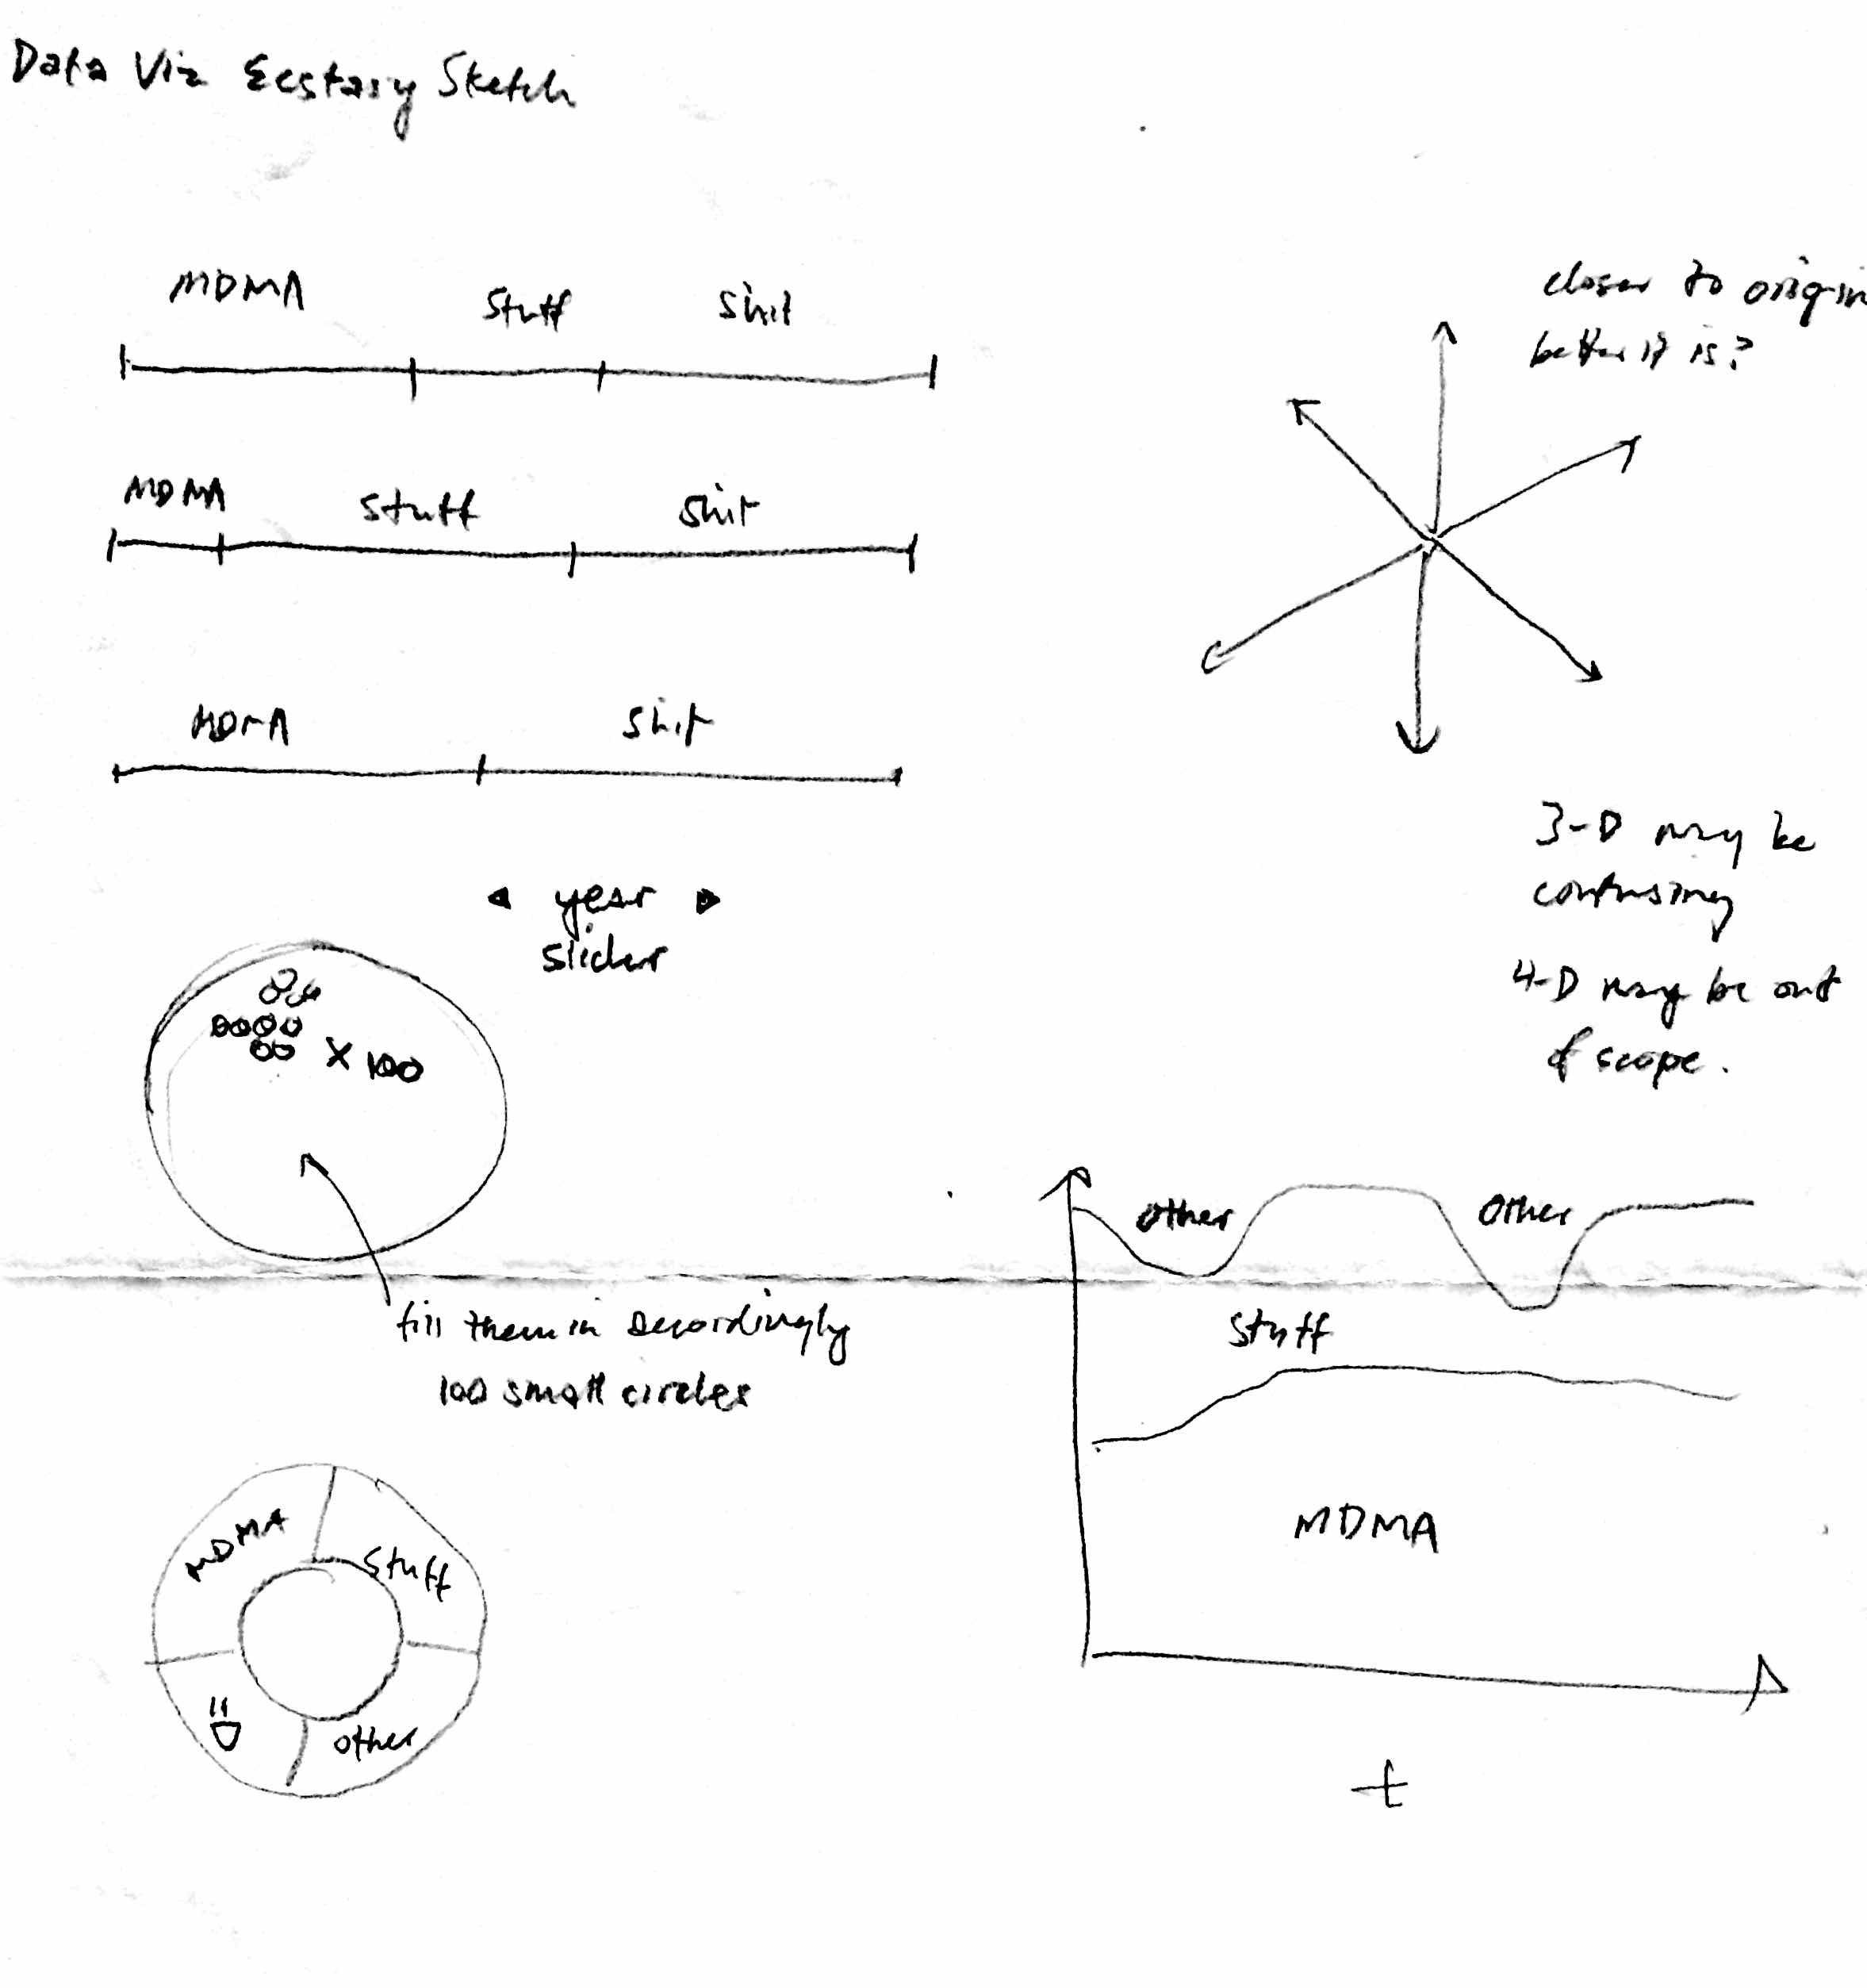 Data Viz Ecstasy Sketch
MDMA Stuff Shit
MDMA Stuff Shit
MDMA Shit
closer to origin
better it is?
3-D may be
confusing
4-D may be out
of scope.
year
slider
X 100
fill them in accordingly
100 small circles
MDMA
Stuff
other
other
other
Stuff
MDMA
t